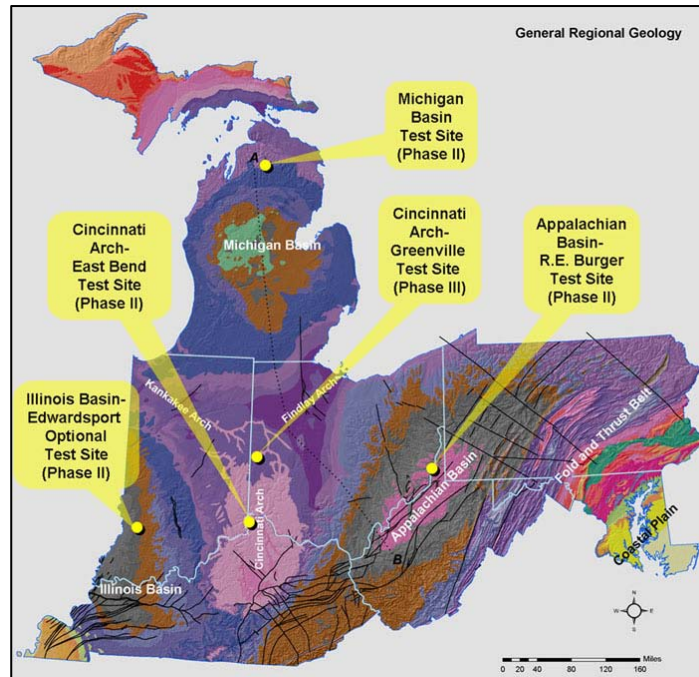 General Regional Geology
Michigan
Basin
Test Site
(Phase II)
A
Cincinnati
Arch-
East Bend
Test Site
(Phase II)
Cincinnati
Arch-
Greenville
Test Site
(Phase III)
Appalachian
Basin-
R.E. Burger
Test Site
(Phase II)
Michigan Basin
Illinois Basin-
Edwardsport
Optional
Test Site
(Phase II)
Kankakee Arch
Findley Arch
Fold and Thrust Belt
Appalachian Basin
Cincinnati Arch
Coastal Plain
B
Illinois Basin
N
W E
S
Miles
0 20 40 80 120 160